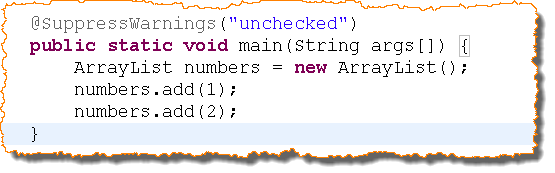 @SuppressWarnings("unchecked")
public static void main(String args[]) {
ArrayList numbers = new ArrayList();
numbers.add(1);
numbers.add(2);
}